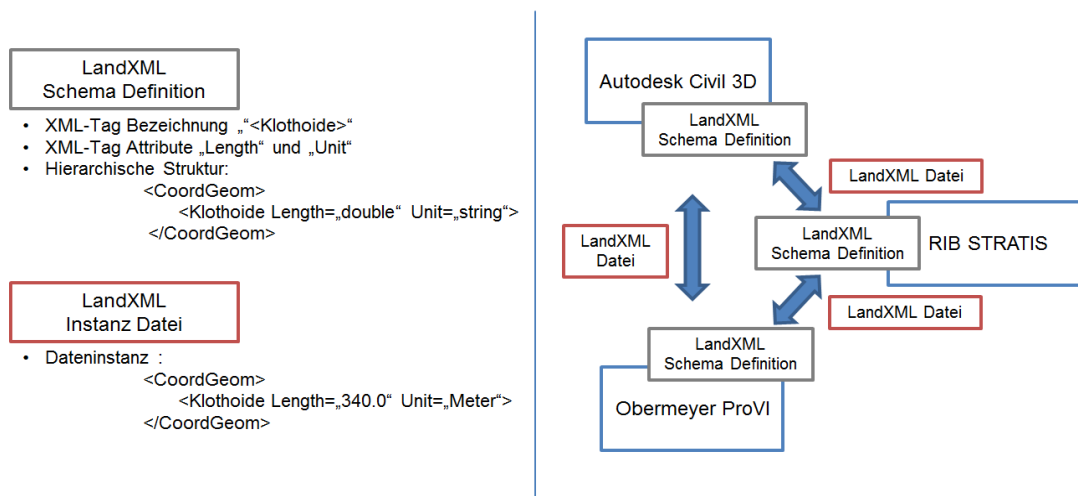 LandXML
Schema Definition
• XML-Tag Bezeichnung „“<Klothoide>“
• XML-Tag Attribute „Length“ und „Unit“
• Hierarchische Struktur:
<CoordGeom>
<Klothoide Length=„double“ Unit=„string“>
</CoordGeom>
LandXML
Instanz Datei
• Dateninstanz :
<CoordGeom>
<Klothoide Length=„340.0“ Unit=„Meter“>
</CoordGeom>
Autodesk Civil 3D
LandXML
Schema Definition
LandXML Datei
LandXML
Datei
LandXML
Schema Definition
RIB STRATIS
LandXML Datei
LandXML
Schema Definition
Obermeyer ProVI